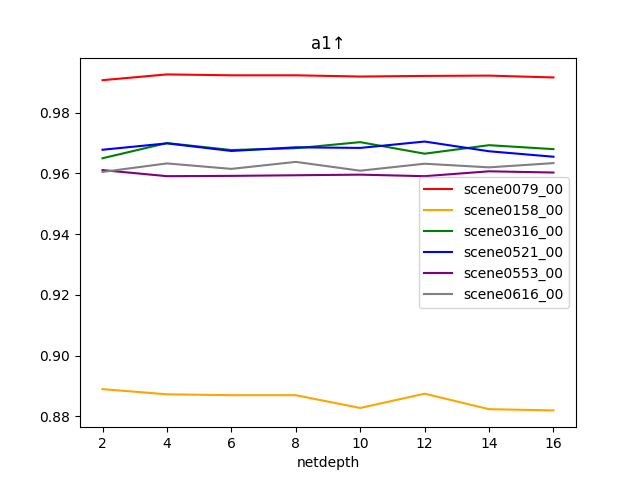 a1↑
0.98
0.96
0.94
0.92
0.90
0.88
scene0079_00
scene0158_00
scene0316_00
scene0521_00
scene0553_00
scene0616_00
2 4 6 8 10 12 14 16
netdepth